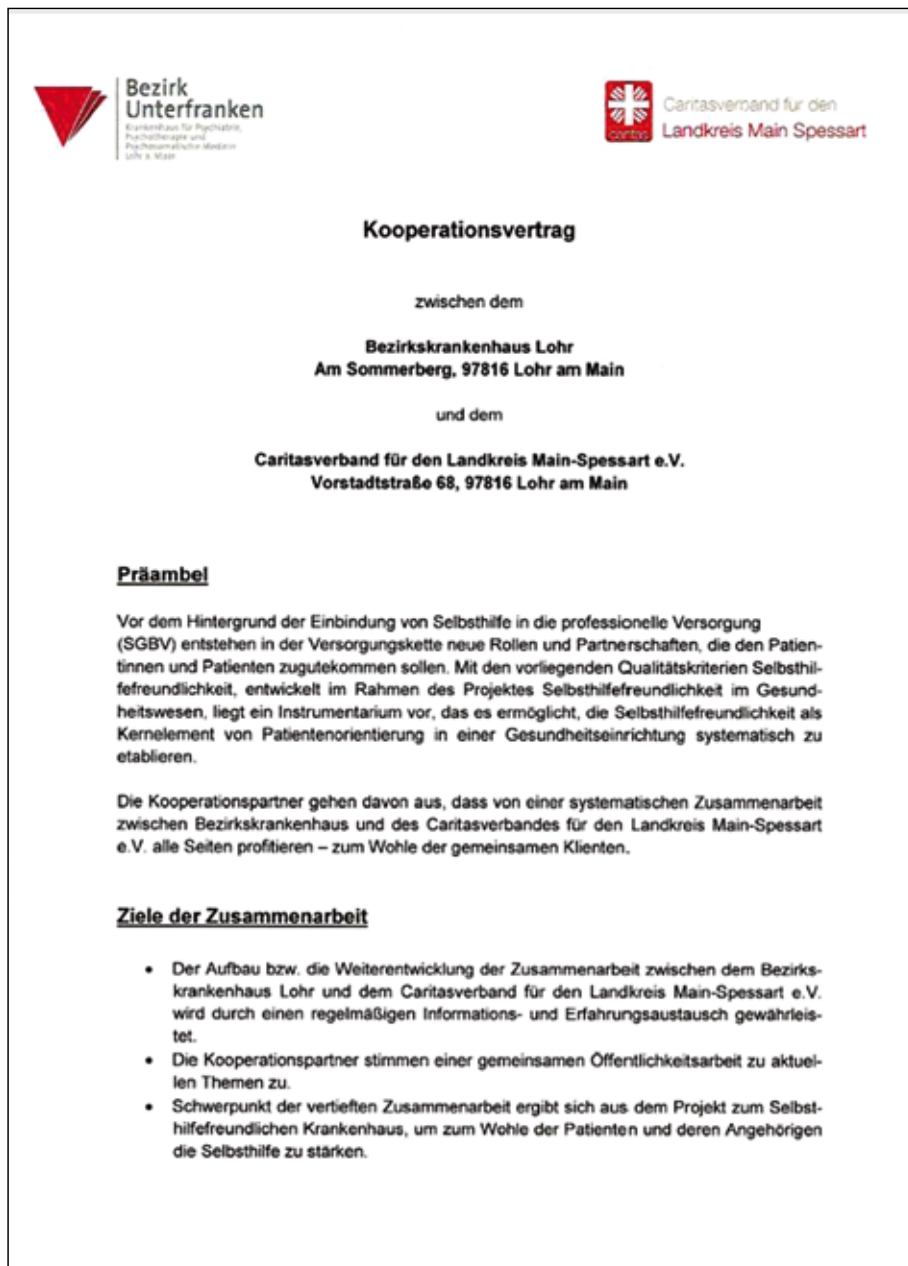 Bezirk
Unterfranken
Krankenhaus für Psychiatrie,
Psychotherapie und
Psychosomatische Medizin
Lohr a. Main
caritas
Caritasverband für den
Landkreis Main Spessart
Kooperationsvertrag
zwischen dem
Bezirkskrankenhaus Lohr
Am Sommerberg, 97816 Lohr am Main
und dem
Caritasverband für den Landkreis Main-Spessart e.V.
Vorstadtstraße 68, 97816 Lohr am Main
Präambel
Vor dem Hintergrund der Einbindung von Selbsthilfe in die professionelle Versorgung
(SGBV) entstehen in der Versorgungskette neue Rollen und Partnerschaften, die den Patien-
tinnen und Patienten zugutekommen sollen. Mit den vorliegenden Qualitätskriterien Selbsthil-
fefreundlichkeit, entwickelt im Rahmen des Projektes Selbsthilfefreundlichkeit im Gesund-
heitswesen, liegt ein Instrumentarium vor, das es ermöglicht, die Selbsthilfefreundlichkeit als
Kernelement von Patientenorientierung in einer Gesundheitseinrichtung systematisch zu
etablieren.
Die Kooperationspartner gehen davon aus, dass von einer systematischen Zusammenarbeit
zwischen Bezirkskrankenhaus und des Caritasverbandes für den Landkreis Main-Spessart
e.V. alle Seiten profitieren – zum Wohle der gemeinsamen Klienten.
Ziele der Zusammenarbeit
• Der Aufbau bzw. die Weiterentwicklung der Zusammenarbeit zwischen dem Bezirks-
krankenhaus Lohr und dem Caritasverband für den Landkreis Main-Spessart e.V.
wird durch einen regelmäßigen Informations- und Erfahrungsaustausch gewährleis-
tet.
• Die Kooperationspartner stimmen einer gemeinsamen Öffentlichkeitsarbeit zu aktuel-
len Themen zu.
• Schwerpunkt der vertieften Zusammenarbeit ergibt sich aus dem Projekt zum Selbst-
hilfefreundlichen Krankenhaus, um zum Wohle der Patienten und deren Angehörigen
die Selbsthilfe zu stärken.